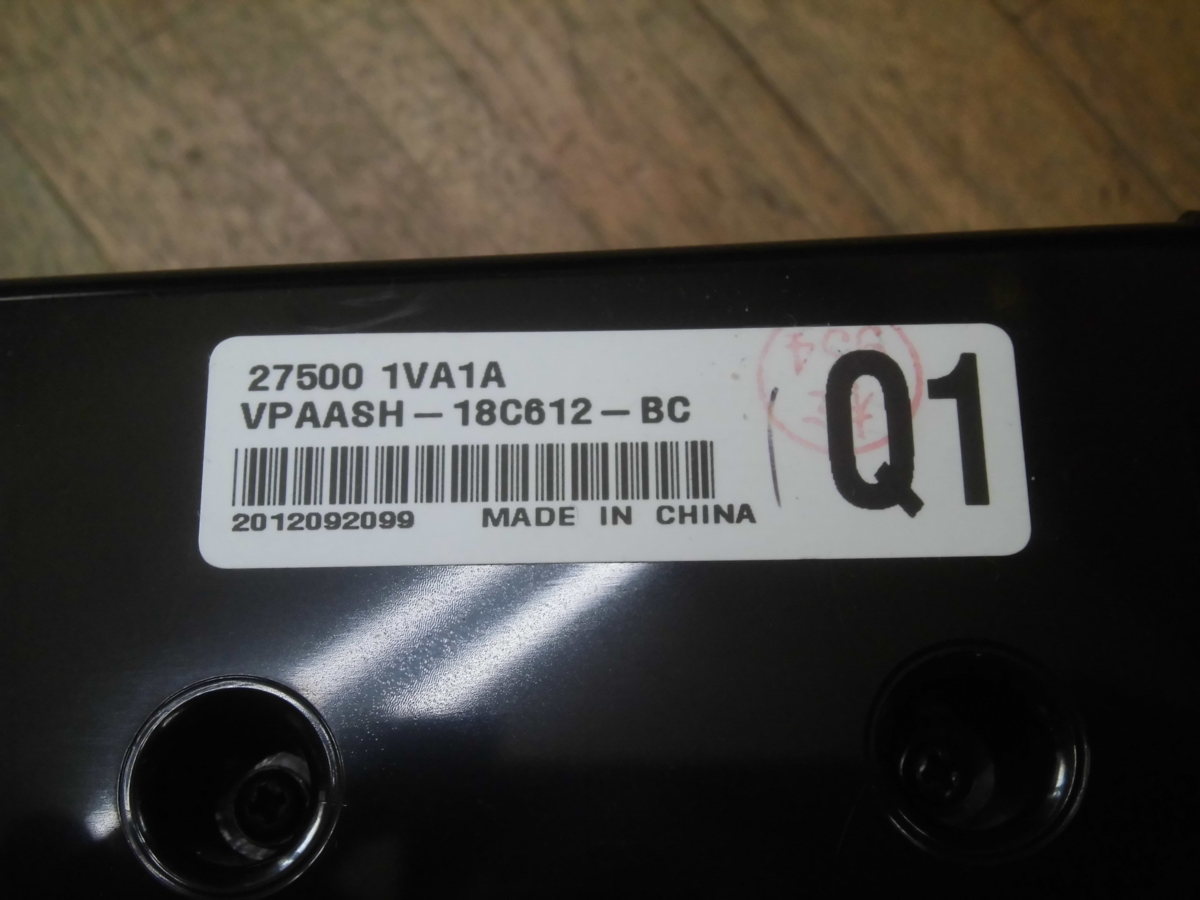 27500 1VA1A
VPAASH-18C612-BC
2012092099 MADE IN CHINA
Q1